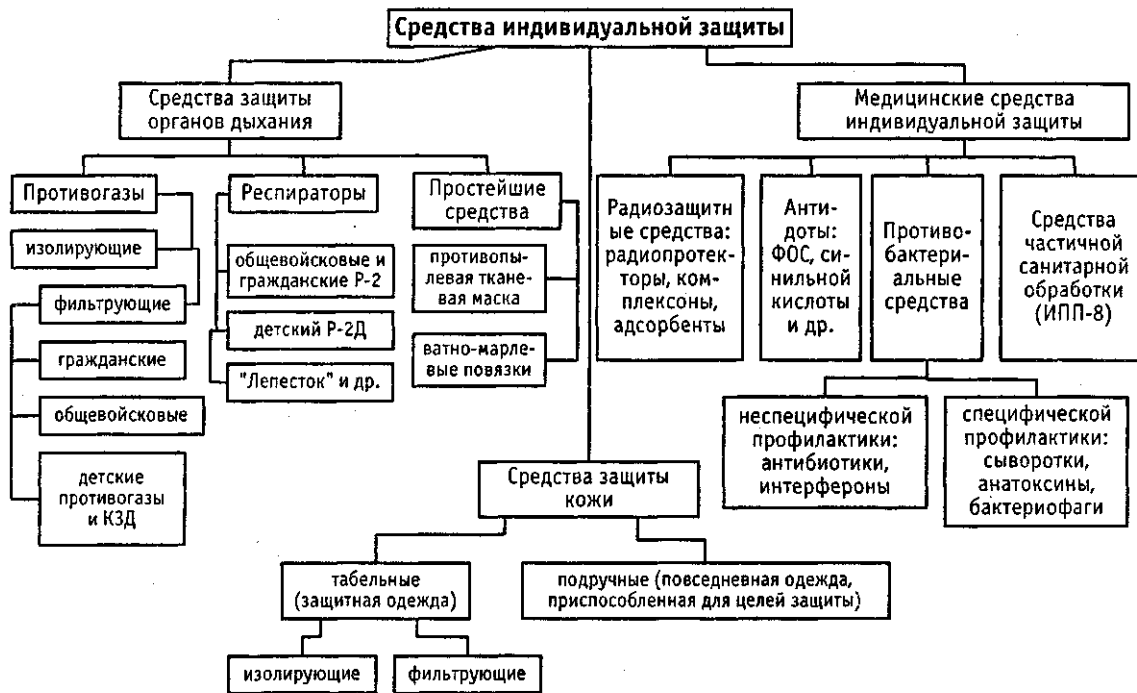 Средства индивидуальной защиты
Средства защиты
органов дыхания
Медицинские средства
индивидуальной защиты
Противогазы
изолирующие
фильтрующие
гражданские
общевойсковые
детские
противогазы
и КЗД
Респираторы
общевойсковые и
гражданские Р-2
детский Р-2Д
"Лепесток" и др.
Простейшие
средства
противопы-
левая ткане-
вая маска
ватно-марле-
вые повязки
Радиозащитн
ые средства:
радиопротек-
торы, ком-
плексоны,
адсорбенты
Анти-
доты:
ФОС, си-
нильной
кислоты
и др.
Противо-
бактери-
альные
средства
Средства
частичной
санитарной
обработки
(ИПП-8)
неспецифической
профилактики:
антибиотики,
интерфероны
специфической
профилактики:
сыворотки,
анатоксины,
бактериофаги
Средства защиты
кожи
табельные
(защитная одежда)
подручные (повседневная одежда,
приспособленная для целей защиты)
изолирующие
фильтрующие